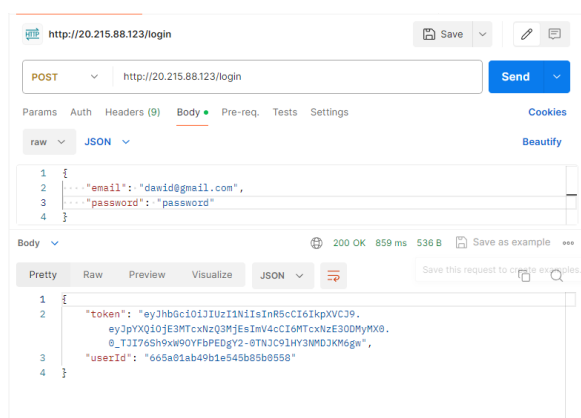 HTTP http://20.215.88.123/login Save
POST http://20.215.88.123/login Send
Params Auth Headers (9) Body Pre-req. Tests Settings Cookies
raw JSON Beautify
1 {
2 ····"email":·"dawid@gmail.com",
3 ····"password":·"password"
4 }
Body 200 OK 859 ms 536 B Save as example
Pretty Raw Preview Visualize JSON Save this request to create examples.
1 {
2 "token": "eyJhbGciOiJIUzI1NiIsInR5cCI6IkpXVCJ9.
eyJpYXQiOjE3MTcxNzQ3MjEsImV4cCI6MTcxNzE3ODMyMX0.
0_TJI76Sh9xW9OYFbPEDgY2-0TNJC9lHY3NMDJKM6gw",
3 "userId": "665a01ab49b1e545b85b0558"
4 }